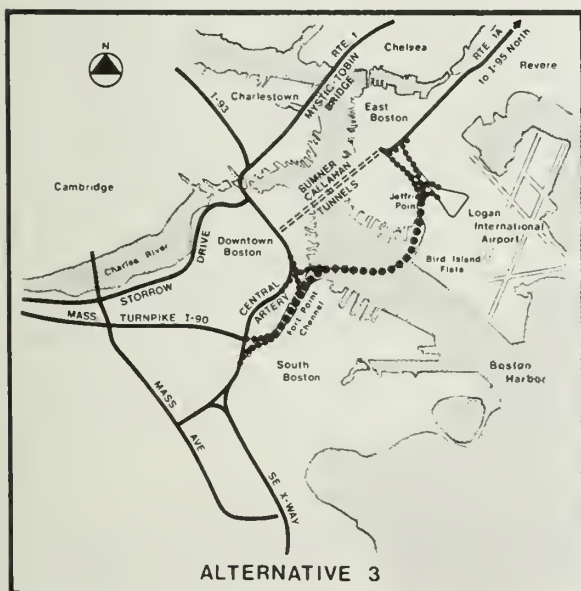 N
RTE 1
Chelsea
RTE 1A
to I-95 North
Revere
I-93
Charlestown
MYSTIC-TOBIN
BRIDGE
East
Boston
Cambridge
SUMNER
CALLAHAN
TUNNELS
Jeffries
Point
Logan
International
Airport
Charles River
DRIVE
Downtown
Boston
Bird Island
Flats
STORROW
CENTRAL
ARTERY
MASS TURNPIKE I-90
Fort Point
Channel
South
Boston
Boston
Harbor
MASS
AVE
SE X-WAY
ALTERNATIVE 3